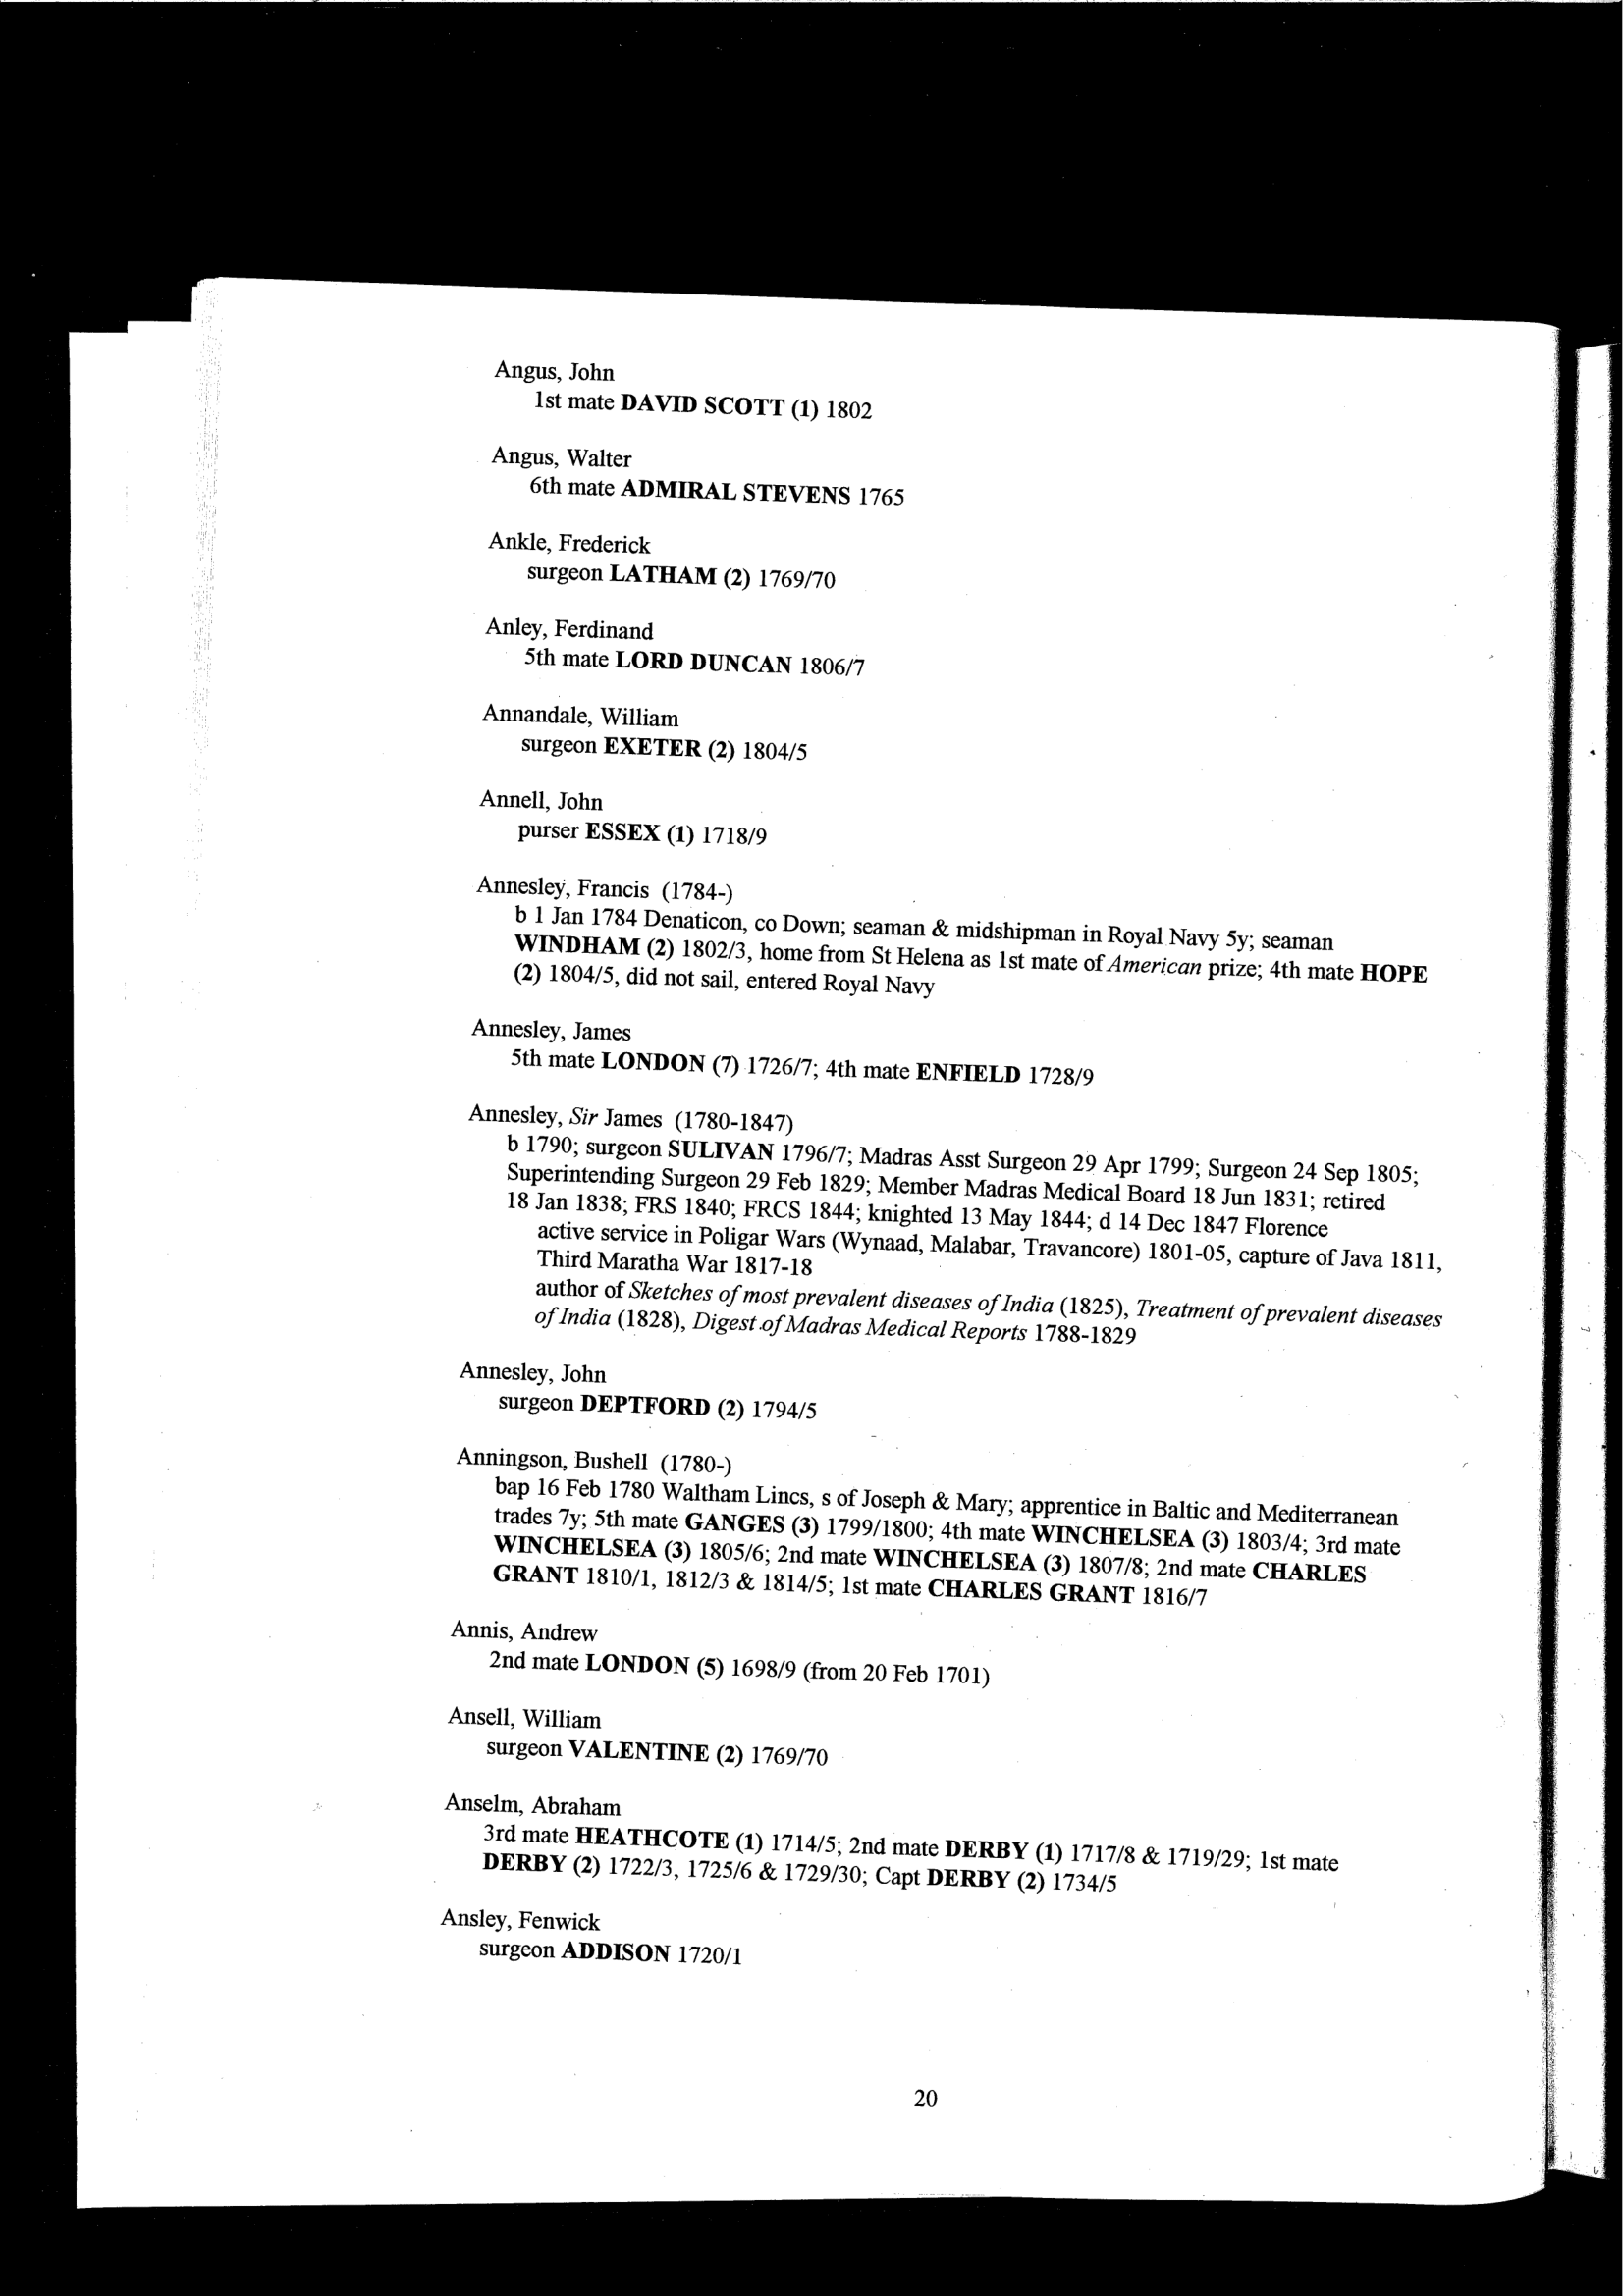 Angus, John
1st mate DAVID SCOTT (1) 1802
Angus, Walter
6th mate ADMIRAL STEVENS 1765
Ankle, Frederick
surgeon LATHAM (2) 1769/70
Anley, Ferdinand
5th mate LORD DUNCAN 1806/7
Annandale, William
surgeon EXETER (2) 1804/5
Annell, John
purser ESSEX (1) 1718/9
Annesley, Francis (1784-)
b 1 Jan 1784 Denaticon, co Down; seaman & midshipman in Royal Navy 5y; seaman
WINDHAM (2) 1802/3, home from St Helena as 1st mate of American prize; 4th mate HOPE
(2) 1804/5, did not sail, entered Royal Navy
Annesley, James
5th mate LONDON (7) 1726/7; 4th mate ENFIELD 1728/9
Annesley, Sir James (1780-1847)
b 1790; surgeon SULIVAN 1796/7; Madras Asst Surgeon 29 Apr 1799; Surgeon 24 Sep 1805;
Superintending Surgeon 29 Feb 1829; Member Madras Medical Board 18 Jun 1831; retired
18 Jan 1838; FRS 1840; FRCS 1844; knighted 13 May 1844; d 14 Dec 1847 Florence
active service in Poligar Wars (Wynaad, Malabar, Travancore) 1801-05, capture of Java 1811,
Third Maratha War 1817-18
author of Sketches of most prevalent diseases of India (1825), Treatment of prevalent diseases
of India (1828), Digest of Madras Medical Reports 1788-1829
Annesley, John
surgeon DEPTFORD (2) 1794/5
Anningson, Bushell (1780-)
bap 16 Feb 1780 Waltham Lincs, s of Joseph & Mary; apprentice in Baltic and Mediterranean
trades 7y; 5th mate GANGES (3) 1799/1800; 4th mate WINCHELSEA (3) 1803/4; 3rd mate
WINCHELSEA (3) 1805/6; 2nd mate WINCHELSEA (3) 1807/8; 2nd mate CHARLES
GRANT 1810/1, 1812/3 & 1814/5; 1st mate CHARLES GRANT 1816/7
Annis, Andrew
2nd mate LONDON (5) 1698/9 (from 20 Feb 1701)
Ansell, William
surgeon VALENTINE (2) 1769/70
Anselm, Abraham
3rd mate HEATHCOTE (1) 1714/5; 2nd mate DERBY (1) 1717/8 & 1719/29; 1st mate
DERBY (2) 1722/3, 1725/6 & 1729/30; Capt DERBY (2) 1734/5
Ansley, Fenwick
surgeon ADDISON 1720/1
20